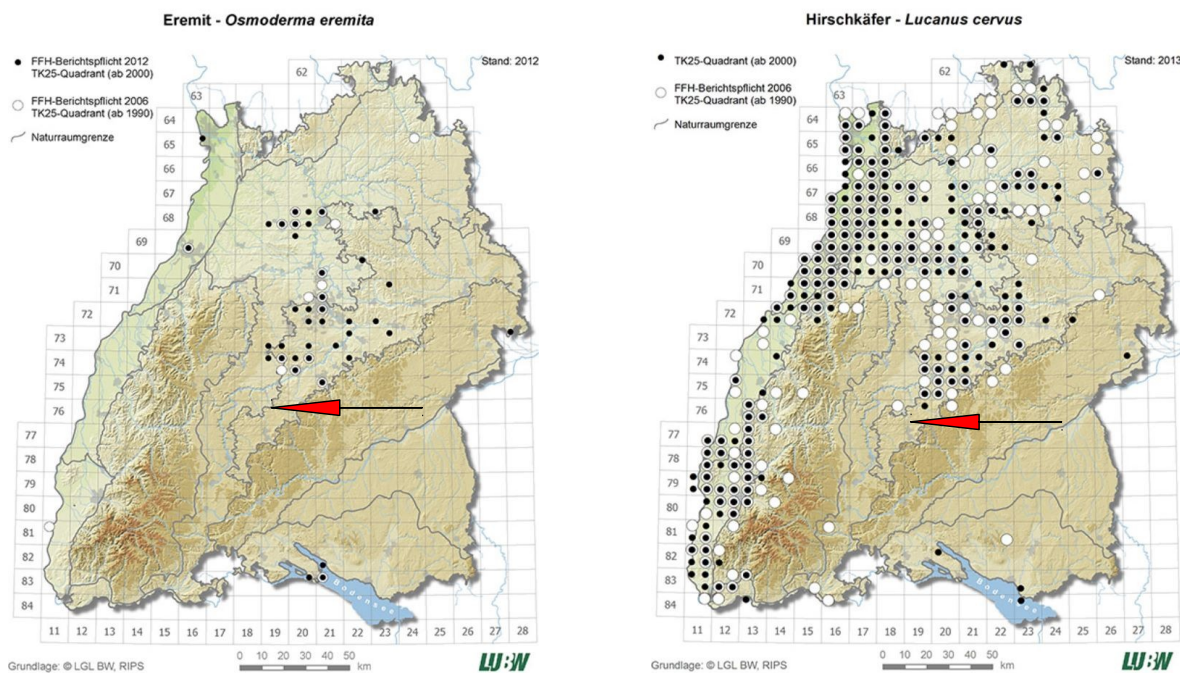 Eremit - Osmoderma eremita
FFH-Berichtspflicht 2012
TK25-Quadrant (ab 2000)
FFH-Berichtspflicht 2006
TK25-Quadrant (ab 1990)
Naturraumgrenze
Stand: 2012
62
63
64
65
66
67
68
69
70
71
72
73
74
75
76
77
78
79
80
81
82
83
84
Bodensee
11 12 13 14 15 16 17 18 19 20 21 22 23 24 25 26 27 28
Grundlage: © LGL BW, RIPS
0 10 20 30 40 50
km
LUBW
Hirschkäfer - Lucanus cervus
TK25-Quadrant (ab 2000)
FFH-Berichtspflicht 2006
TK25-Quadrant (ab 1990)
Naturraumgrenze
Stand: 2013
62
63
64
65
66
67
68
69
70
71
72
73
74
75
76
77
78
79
80
81
82
83
84
Bodensee
11 12 13 14 15 16 17 18 19 20 21 22 23 24 25 26 27 28
Grundlage: © LGL BW, RIPS
0 10 20 30 40 50
km
LUBW